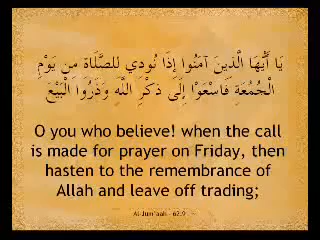 يَا أَيُّهَا الَّذِينَ آمَنُوا إِذَا نُودِي لِلصَّلَاةِ مِن يَوْمِ
الْجُمُعَةِ فَاسْعَوْا إِلَى ذِكْرِ اللَّهِ وَذَرُوا الْبَيْعَ
O you who believe! when the call
is made for prayer on Friday, then
hasten to the remembrance of
Allah and leave off trading;
Al-Jum'aah - 62:9